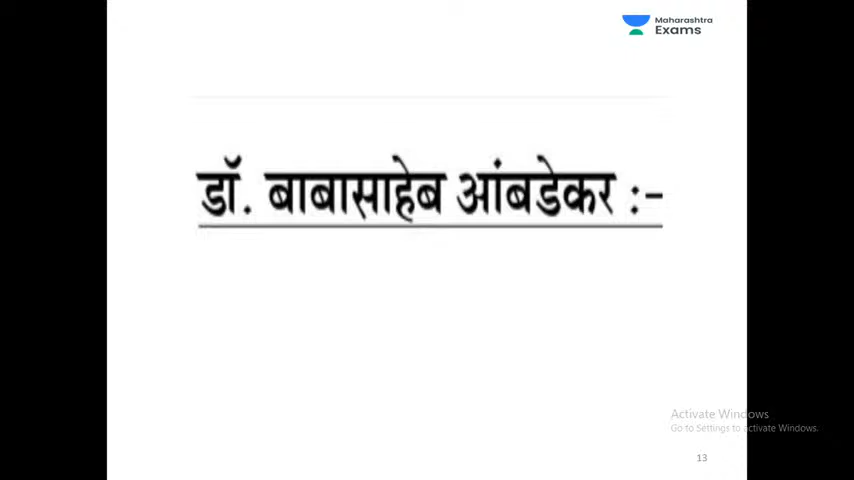 Maharashtra
Exams
डॉ. बाबासाहेब आंबडेकर :-
Activate Windows
Go to Settings to activate Windows.
13